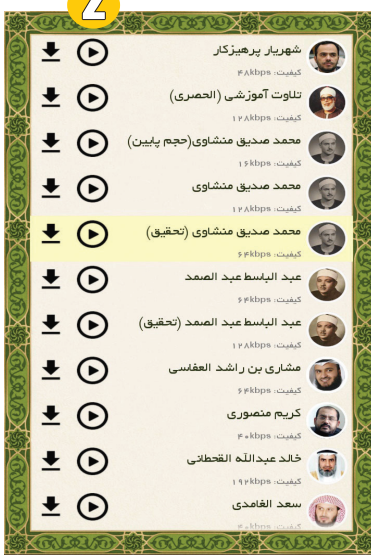 2
شهریار پرهیزکار
کیفیت: ۴۸kbps
تلاوت آموزشی (الحصری)
کیفیت: ۱۲۸kbps
محمد صدیق منشاوی(حجم پایین)
کیفیت: ۱۶kbps
محمد صدیق منشاوی
کیفیت: ۱۲۸kbps
محمد صدیق منشاوی (تحقیق)
کیفیت: ۶۴kbps
عبد الباسط عبد الصمد
کیفیت: ۶۴kbps
عبد الباسط عبد الصمد (تحقیق)
کیفیت: ۱۲۸kbps
مشاری بن راشد العفاسی
کیفیت: ۶۴kbps
کریم منصوری
کیفیت: ۴۰kbps
خالد عبدالله القحطانی
کیفیت: ۱۹۲kbps
سعد الغامدی
کیفیت: ۴۰kbps